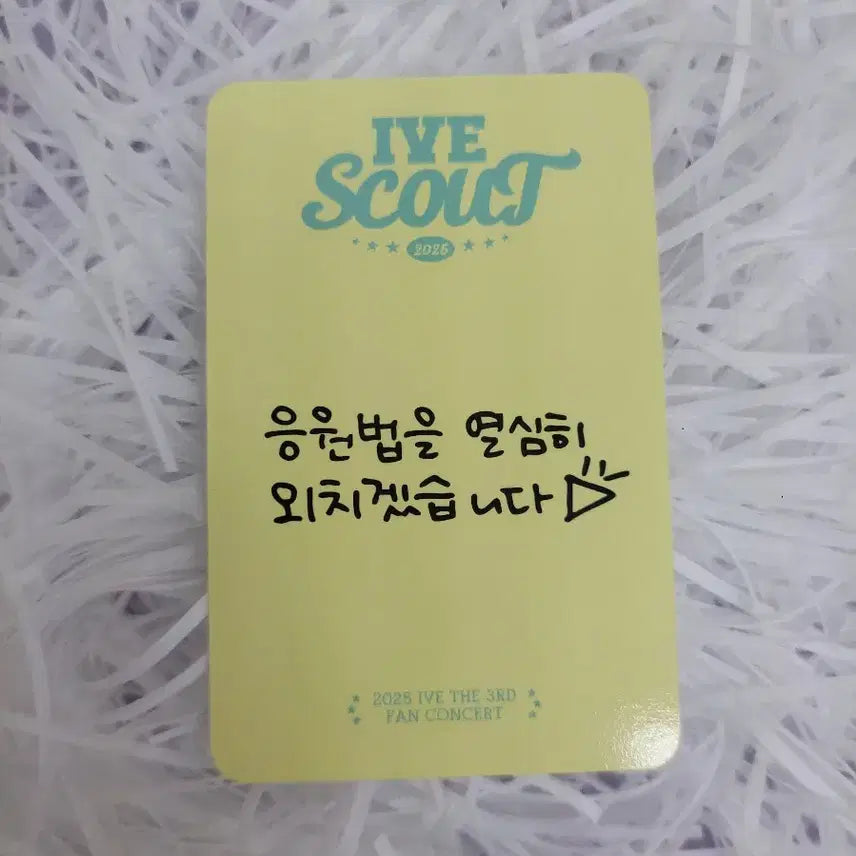 IVE
SCOUT
2025
응원법을 열심히
외치겠습니다
2025 IVE THE 3RD
FAN CONCERT